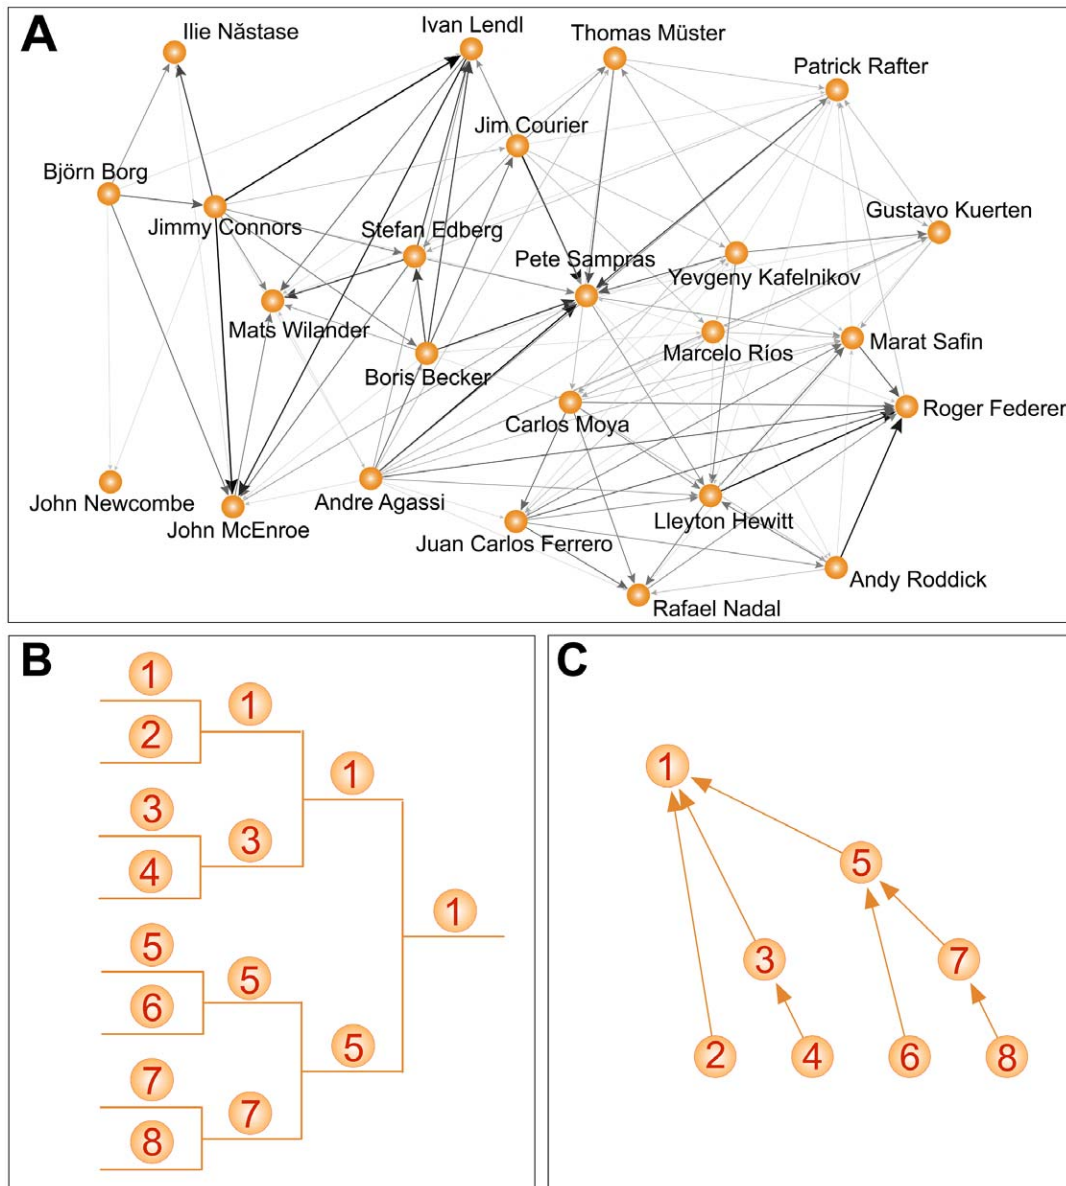 A
Ilie Năstase
Ivan Lendl
Thomas Müster
Patrick Rafter
Jim Courier
Björn Borg
Jimmy Connors
Stefan Edberg
Gustavo Kuerten
Pete Sampras
Yevgeny Kafelnikov
Mats Wilander
Marcelo Ríos
Marat Safin
Boris Becker
Carlos Moya
Roger Federer
John Newcombe
John McEnroe
Andre Agassi
Juan Carlos Ferrero
Lleyton Hewitt
Andy Roddick
Rafael Nadal
B
1
2
3
4
5
6
7
8
1
3
5
7
1
5
1
C
1
5
3
7
2
4
6
8